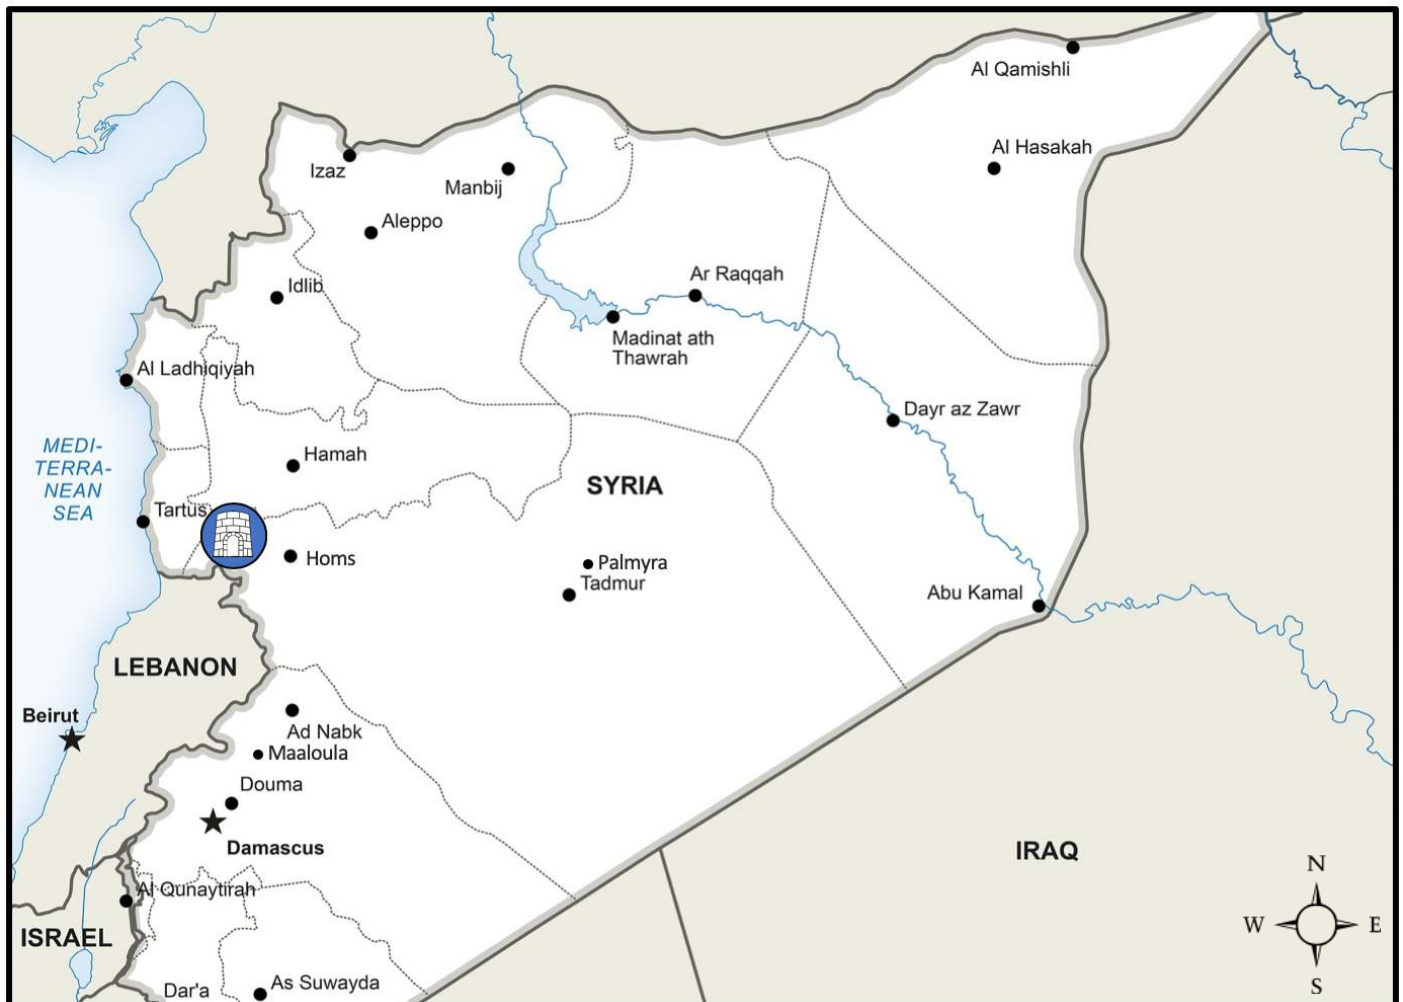 Al Qamishli
Al Hasakah
Izaz
Manbij
Aleppo
Idlib
Ar Raqqah
Madinat ath
Thawrah
Al Ladhiqiyah
Dayr az Zawr
MEDI-
TERRA-
NEAN
SEA
Hamah
SYRIA
Tartus
Homs
Palmyra
Tadmur
Abu Kamal
LEBANON
Beirut
Ad Nabk
Maaloula
Douma
Damascus
IRAQ
N
W
E
S
Al Qunaytirah
ISRAEL
Dar'a
As Suwayda